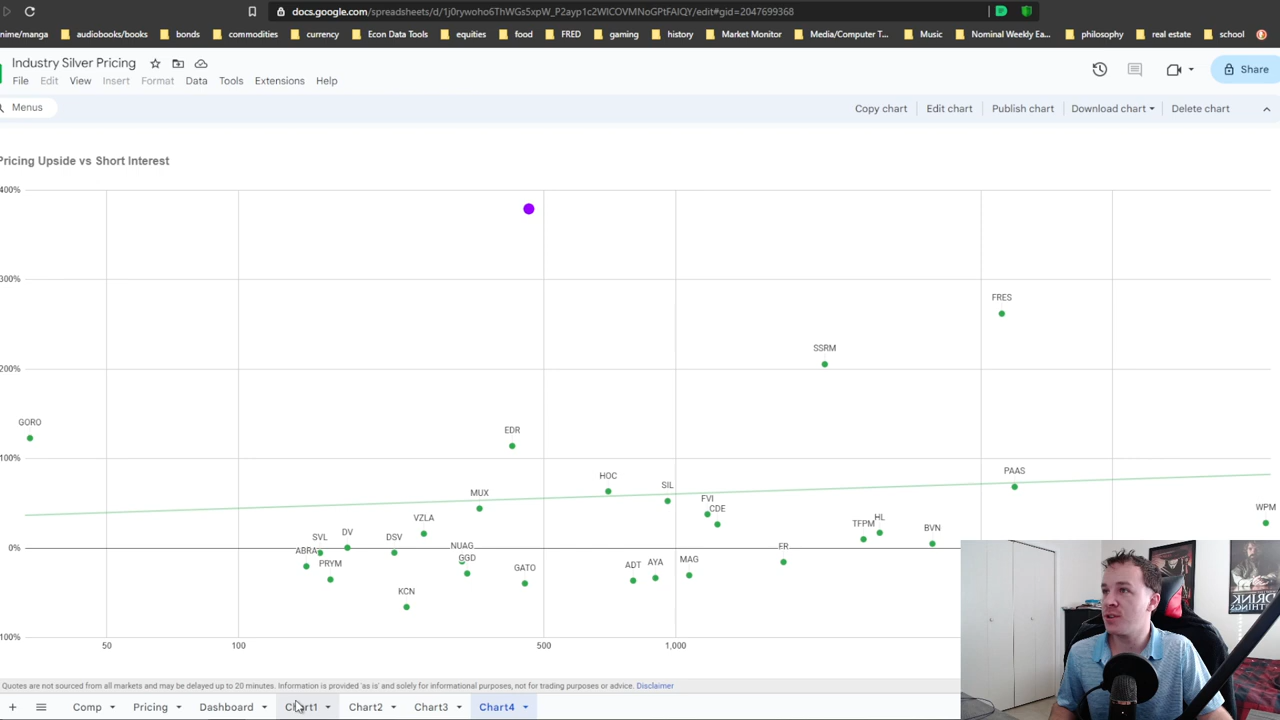 docs.google.com/spreadsheets/d/1j0rywoho6ThWGs5xpW_P2ayp1c2WlCOVMNoGPtFAlQY/edit#gid=2047699368
nime/manga audiobooks/books bonds commodities currency Econ Data Tools equities food FRED gaming history Market Monitor Media/Computer T... Music Nominal Weekly Ea... philosophy real estate school
Industry Silver Pricing
File Edit View Insert Format Data Tools Extensions Help
Share
Menus Copy chart Edit chart Publish chart Download chart Delete chart
Pricing Upside vs Short Interest
400%
300%
FRES
SSRM
200%
GORO
EDR
100%
PAAS
HOC
SIL
MUX
FVI
CDE
WPM
VZLA
HL
TFPM
DV
SVL
DSV
BVN
NUAG
FR
0%
ABRA
GGD
MAG
PRYM
AYA
ADT
GATO
KCN
100%
50 100 500 1,000
DRINK
THINGS
Quotes are not sourced from all markets and may be delayed up to 20 minutes. Information is provided 'as is' and solely for informational purposes, not for trading purposes or advice. Disclaimer
Comp Pricing Dashboard Chart1 Chart2 Chart3 Chart4